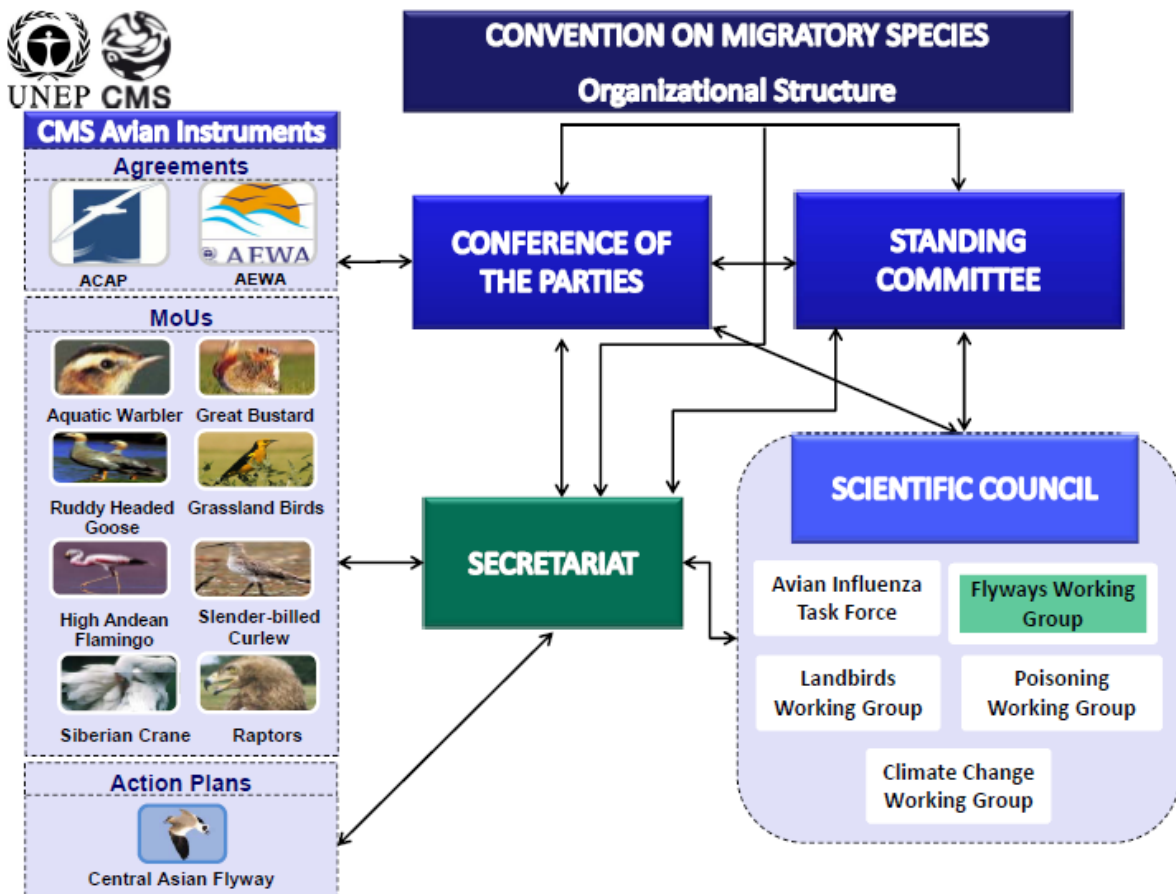 UNEP CMS
CONVENTION ON MIGRATORY SPECIES
Organizational Structure
CMS Avian Instruments
Agreements
AEWA
ACAP
AEWA
MoUs
Aquatic Warbler
Great Bustard
Ruddy Headed
Goose
Grassland Birds
High Andean
Flamingo
Slender-billed
Curlew
Siberian Crane
Raptors
Action Plans
Central Asian Flyway
CONFERENCE OF
THE PARTIES
STANDING
COMMITTEE
SECRETARIAT
SCIENTIFIC COUNCIL
Avian Influenza
Task Force
Flyways Working
Group
Landbirds
Working Group
Poisoning
Working Group
Climate Change
Working Group